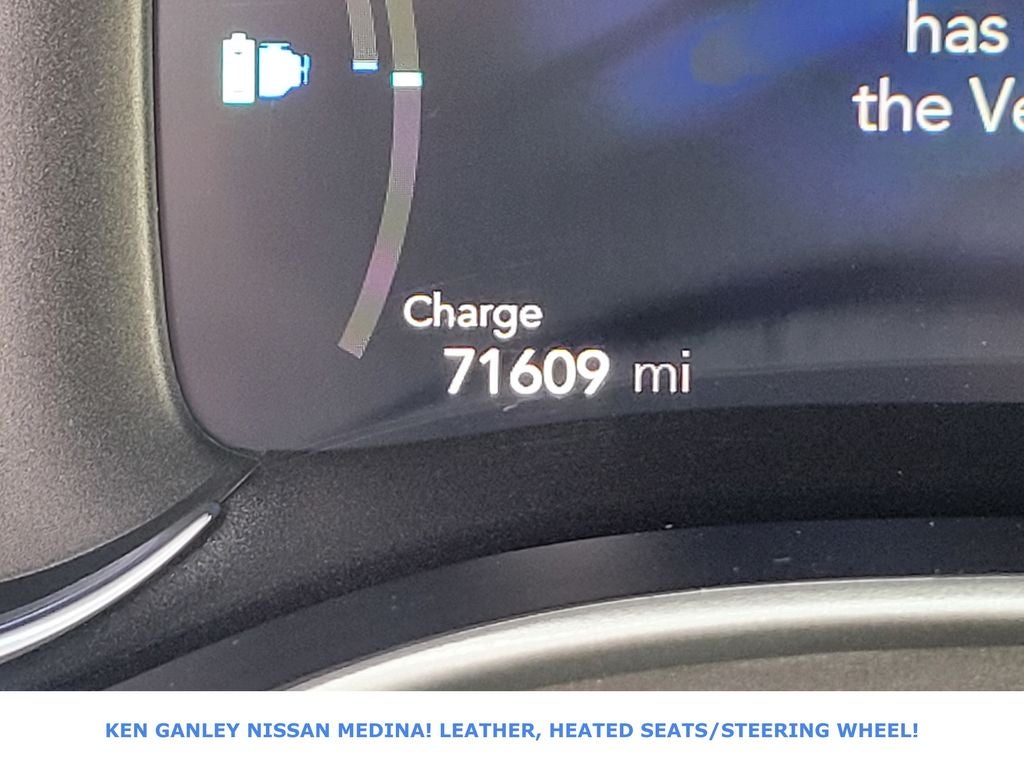 has
the Ve
Charge
71609 mi
KEN GANLEY NISSAN MEDINA! LEATHER, HEATED SEATS/STEERING WHEEL!